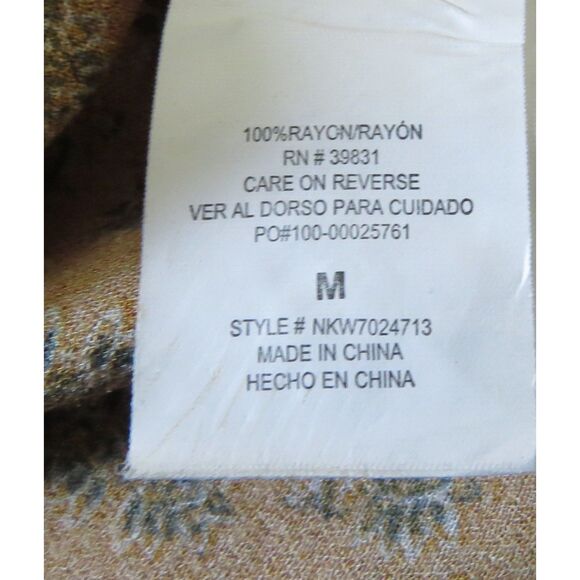 100%RAYON/RAYÓN
RN # 39831
CARE ON REVERSE
VER AL DORSO PARA CUIDADO
PO#100-00025761
M
STYLE # NKW7024713
MADE IN CHINA
HECHO EN CHINA